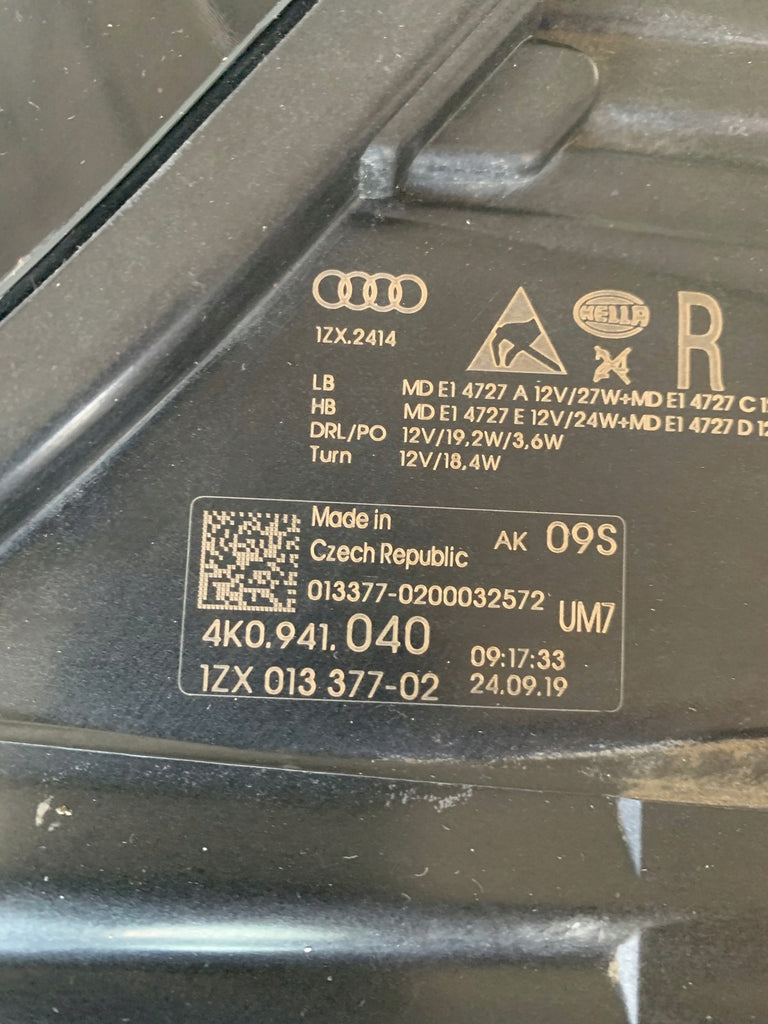 HELLA
R
1ZX.2414
24
LB MD E1 4727 A 12V/27W+MD E1 4727 C
HB MD E1 4727 E 12V/24W+MD E1 4727 D 12
DRL/PO 12V/19,2W/3,6W
Turn 12V/18,4W
Made in
Czech Republic
AK 09S
013377-0200032572
UM7
4K0.941.040
09:17:33
1ZX 013 377-02
24.09.19